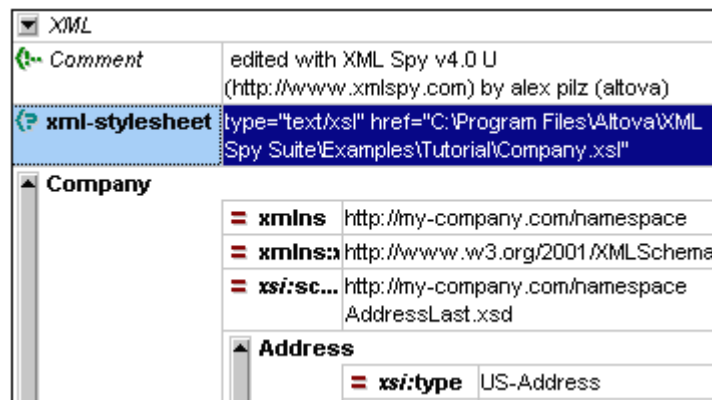 XML
Comment edited with XML Spy v4.0 U
(http://www.xmlspy.com) by alex pilz (altova)
xml-stylesheet type="text/xsl" href="C:\Program Files\Altova\XML
Spy Suite\Examples\Tutorial\Company.xsl"
Company
= xmlns http://my-company.com/namespace
= xmlns:x http://www.w3.org/2001/XMLSchema
= xsi:sc... http://my-company.com/namespace
AddressLast.xsd
Address
= xsi:type US-Address